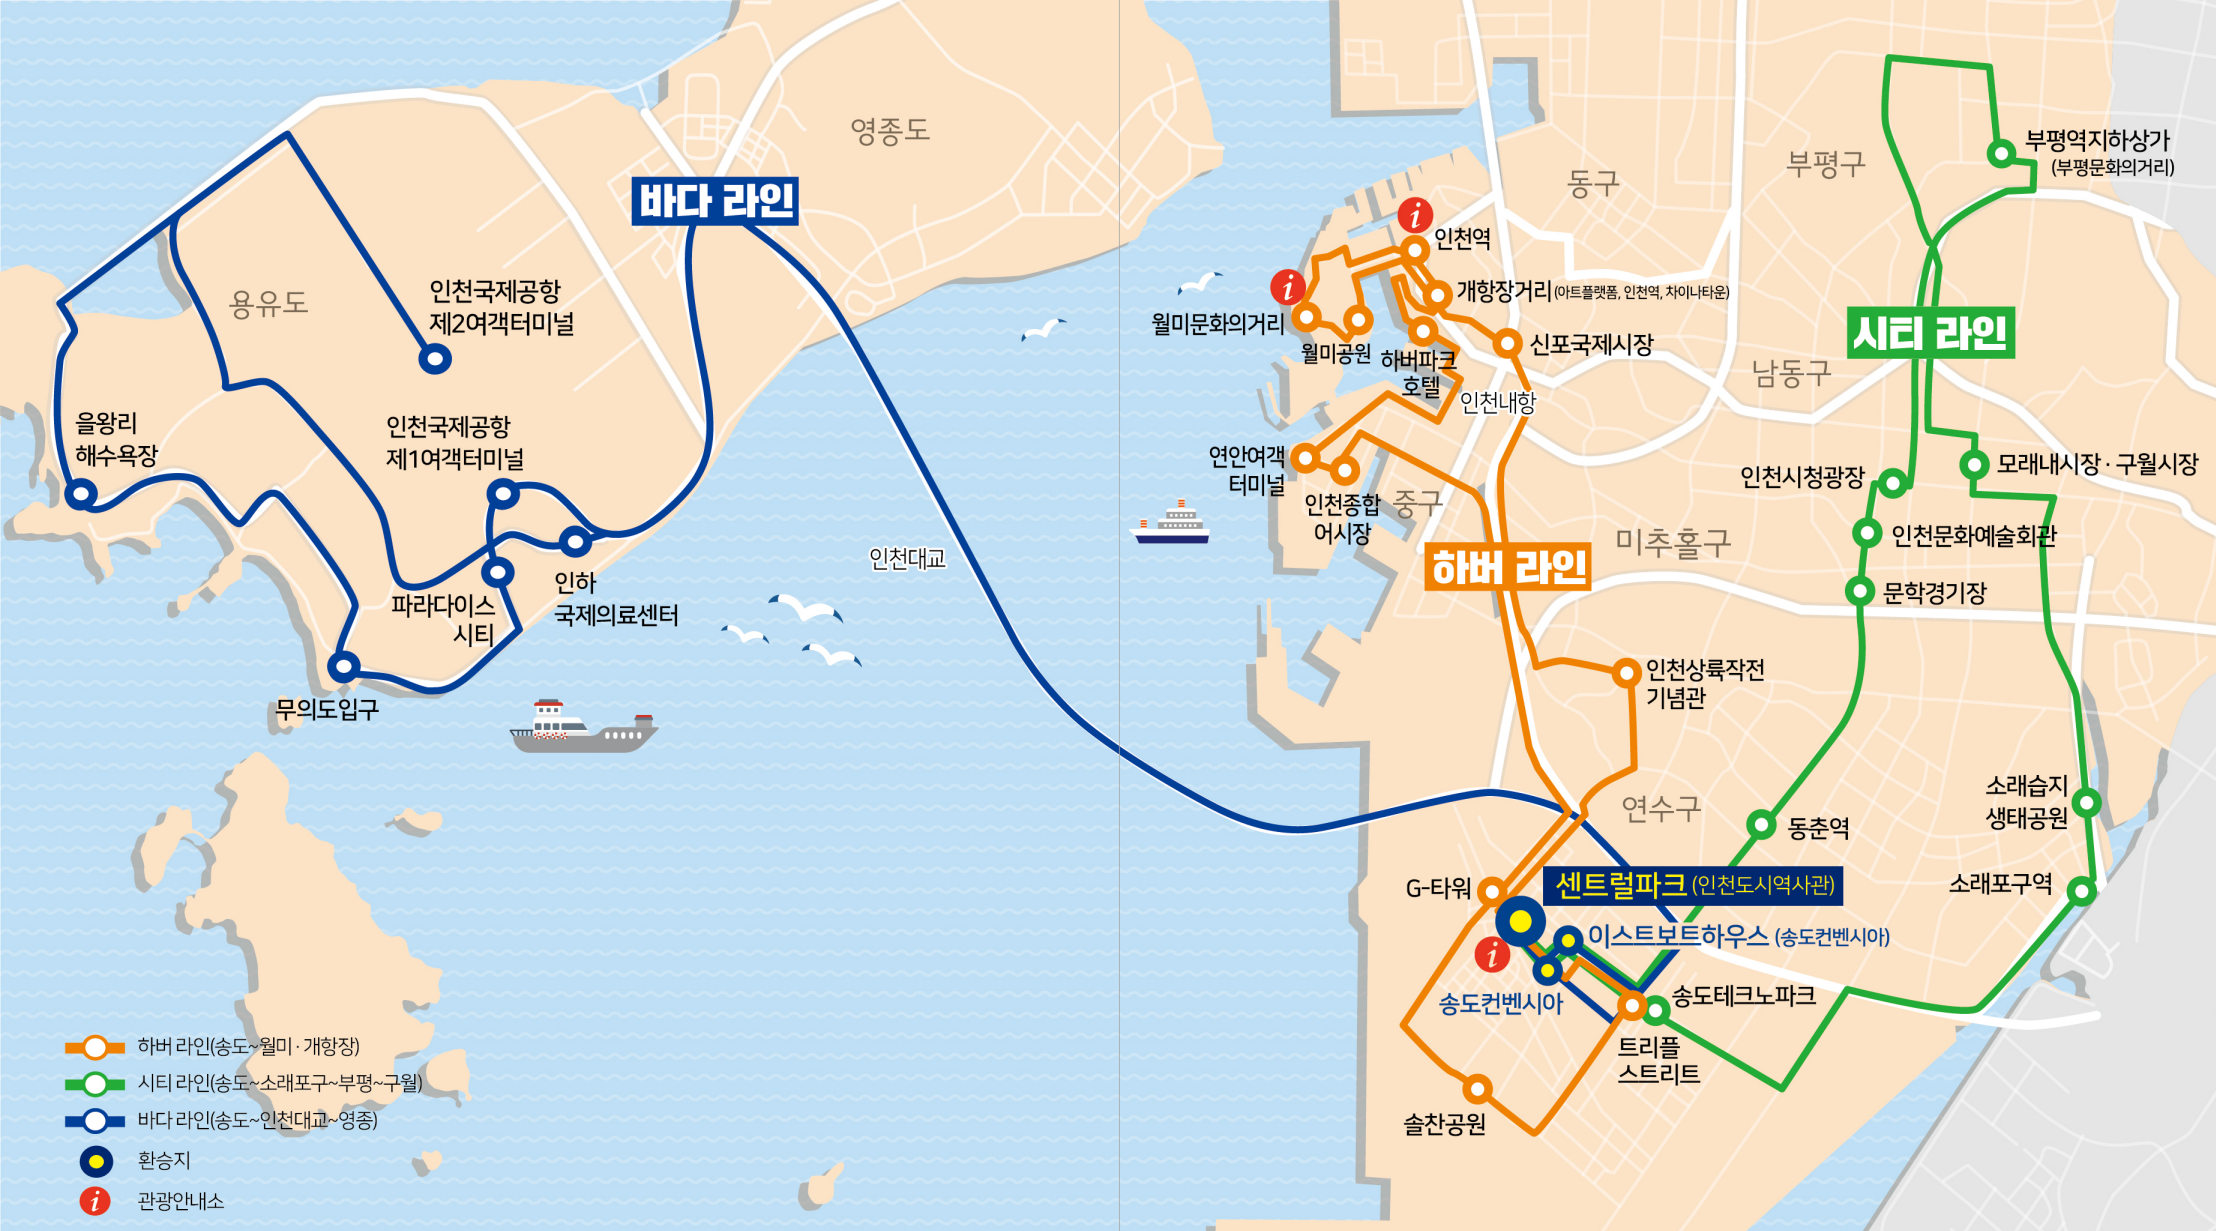 영종도
바다 라인
용유도
인천국제공항
제2여객터미널
을왕리
해수욕장
인천국제공항
제1여객터미널
파라다이스
시티
인하
국제의료센터
무의도입구
인천대교
동구
부평구
부평역지하상가
(부평문화의거리)
i
인천역
i
개항장거리(아트플랫폼, 인천역, 차이나타운)
월미문화의거리
월미공원
하버파크
호텔
신포국제시장
인천내항
시티 라인
남동구
연안여객
터미널
인천종합
어시장
중구
인천시청광장
모래내시장 · 구월시장
인천문화예술회관
미추홀구
하버 라인
문학경기장
인천상륙작전
기념관
연수구
소래습지
생태공원
동춘역
G-타워
센트럴파크 (인천도시역사관)
소래포구역
이스트보트하우스 (송도컨벤시아)
i
송도컨벤시아
송도테크노파크
트리플
스트리트
솔찬공원
하버 라인(송도~월미 · 개항장)
시티 라인(송도~소래포구~부평~구월)
바다 라인(송도~인천대교~영종)
환승지
i 관광안내소